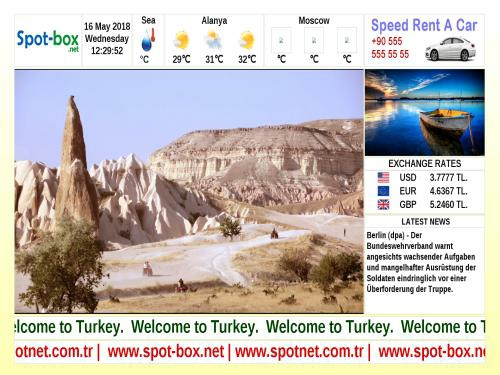 Spot-box
.net
16 May 2018
Wednesday
12:29:52
Sea
°C
Alanya
29°C 31°C 32°C
Moscow
°C °C °C
Speed Rent A Car
+90 555
555 55 55
EXCHANGE RATES
USD 3.7777 TL.
EUR 4.6367 TL.
GBP 5.2460 TL.
LATEST NEWS
Berlin (dpa) - Der
Bundeswehrverband warnt
angesichts wachsender Aufgaben
und mangelhafter Ausrüstung der
Soldaten eindringlich vor einer
Überforderung der Truppe.
elcome to Turkey. Welcome to Turkey. Welcome to Turkey. Welcome to T
otnet.com.tr | www.spot-box.net | www.spotnet.com.tr | www.spot-box.n